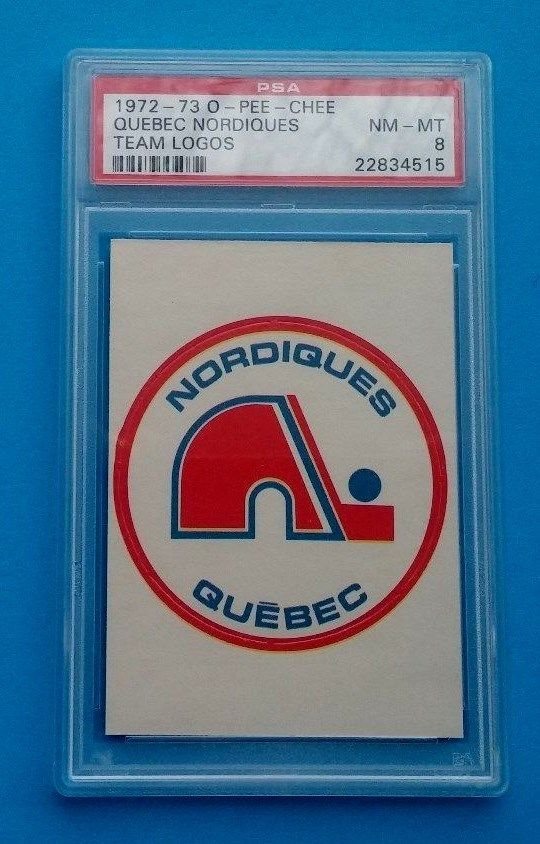 PSA
1972-73 O-PEE-CHEE
QUEBEC NORDIQUES NM-MT
TEAM LOGOS 8
22834515
NORDIQUES
QUÉBEC